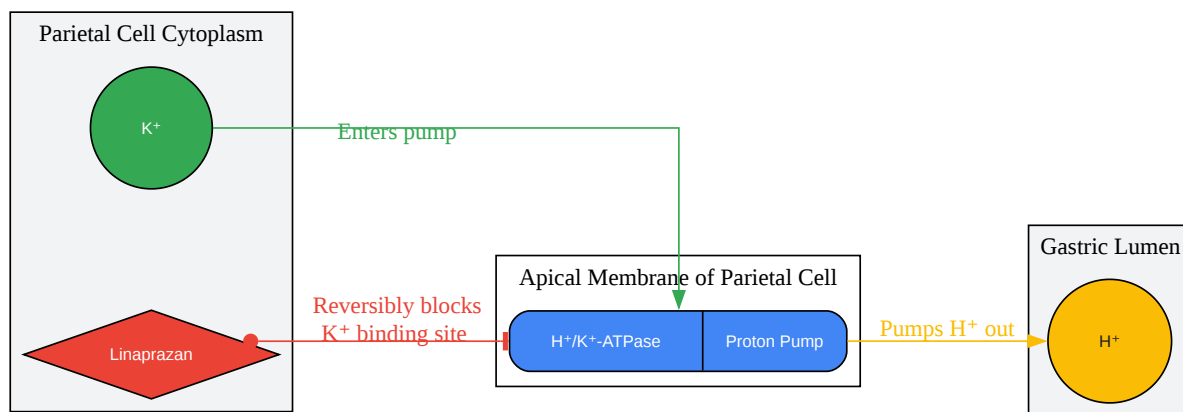 Parietal Cell Cytoplasm
K⁺
Enters pump
Gastric Lumen
Apical Membrane of Parietal Cell
Reversibly blocks
K⁺ binding site
Linaprazan
H⁺/K⁺-ATPase
Proton Pump
Pumps H⁺ out
H⁺